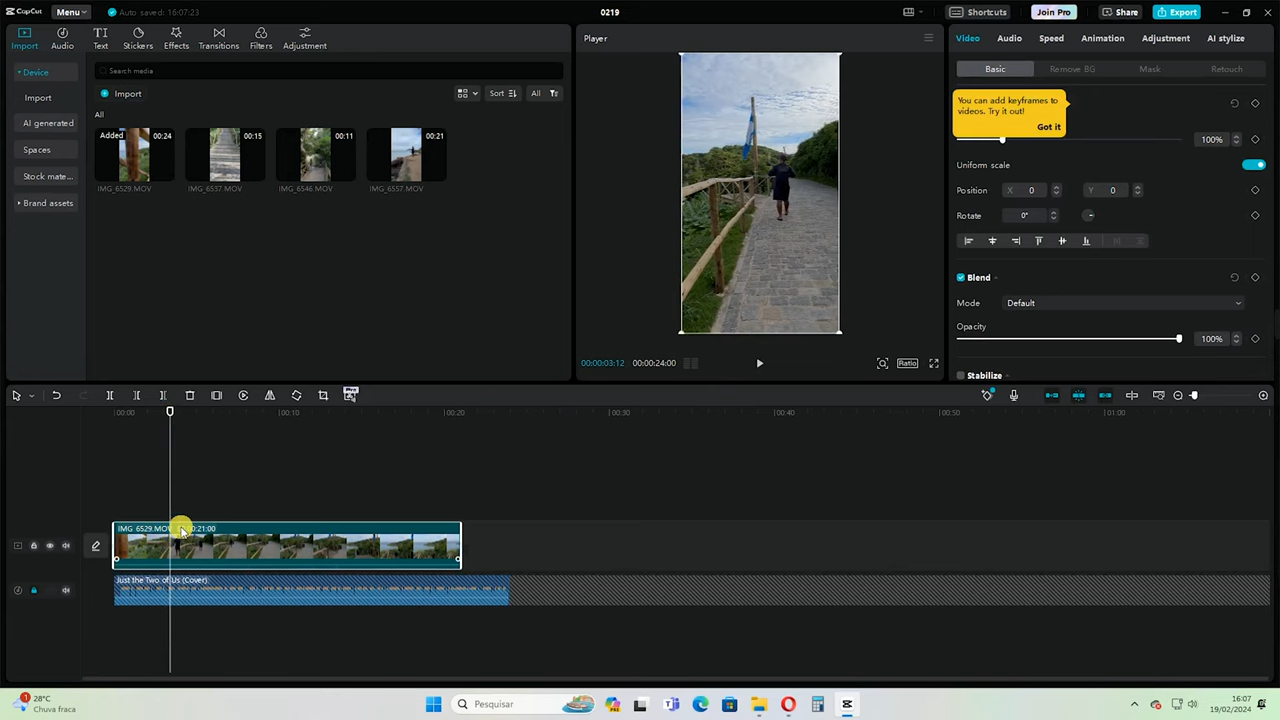 CapCut
Menu
Auto saved: 16:07:23
0219
Shortcuts
Join Pro
Share
Export
Import
Audio
Text
Stickers
Effects
Transitions
Filters
Adjustment
Device
Import
AI generated
Spaces
Stock mate...
Brand assets
Search media
Import
Sort
All
All
Added
00:24
00:15
00:11
00:21
IMG_6529.MOV
IMG_6537.MOV
IMG_6546.MOV
IMG_6557.MOV
Player
00:00:03:12
00:00:24:00
Ratio
Video
Audio
Speed
Animation
Adjustment
AI stylize
Basic
Remove BG
Mask
Retouch
You can add keyframes to
videos. Try it out!
Got it
100%
Uniform scale
Position
X
0
Y
0
Rotate
0°
Blend
Mode
Default
Opacity
100%
Stabilize
Pro
00:00
00:10
00:20
00:30
00:40
00:50
01:00
IMG_6529.MOV
00:21:00
Just the Two of Us (Cover)
1
28°C
Chuva fraca
Pesquisar
16:07
19/02/2024